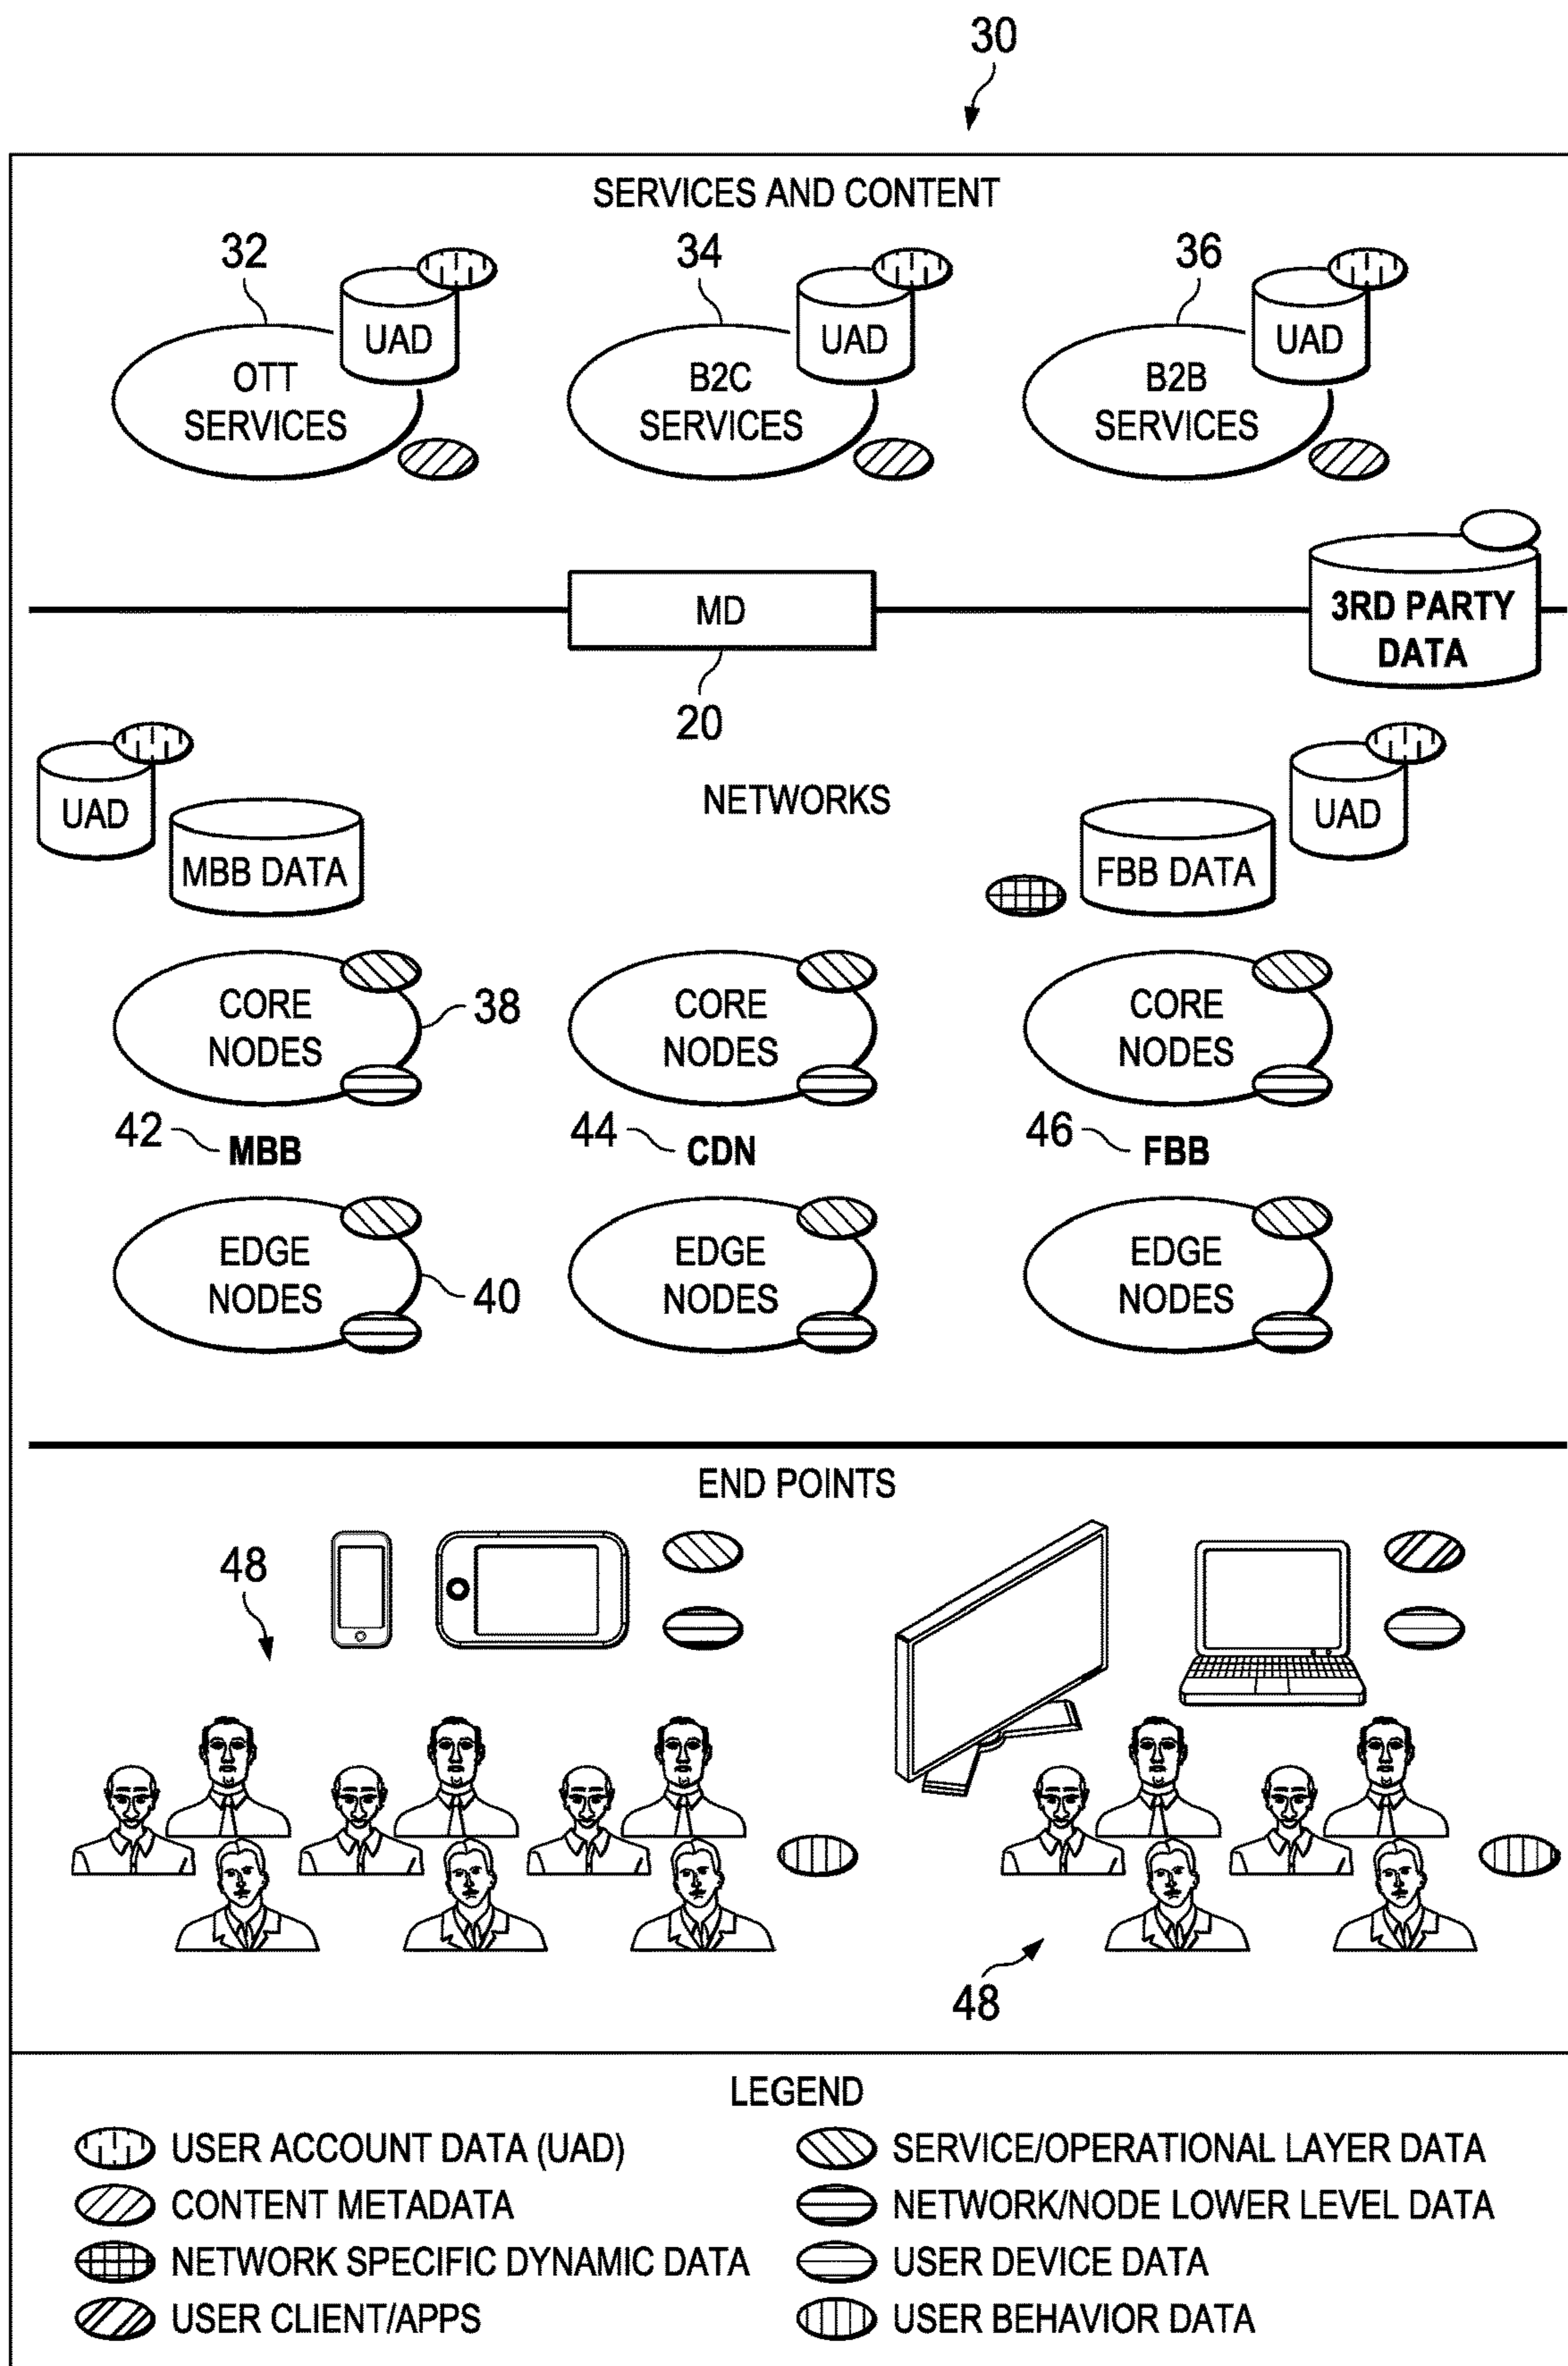 30
SERVICES AND CONTENT
32
34
36
UAD
UAD
UAD
OTT
SERVICES
B2C
SERVICES
B2B
SERVICES
MD
3RD PARTY
DATA
20
UAD
NETWORKS
UAD
MBB DATA
FBB DATA
CORE
NODES
38
CORE
NODES
CORE
NODES
42
MBB
44
CDN
46
FBB
EDGE
NODES
40
EDGE
NODES
EDGE
NODES
END POINTS
48
48
LEGEND
USER ACCOUNT DATA (UAD)
SERVICE/OPERATIONAL LAYER DATA
CONTENT METADATA
NETWORK/NODE LOWER LEVEL DATA
NETWORK SPECIFIC DYNAMIC DATA
USER DEVICE DATA
USER CLIENT/APPS
USER BEHAVIOR DATA